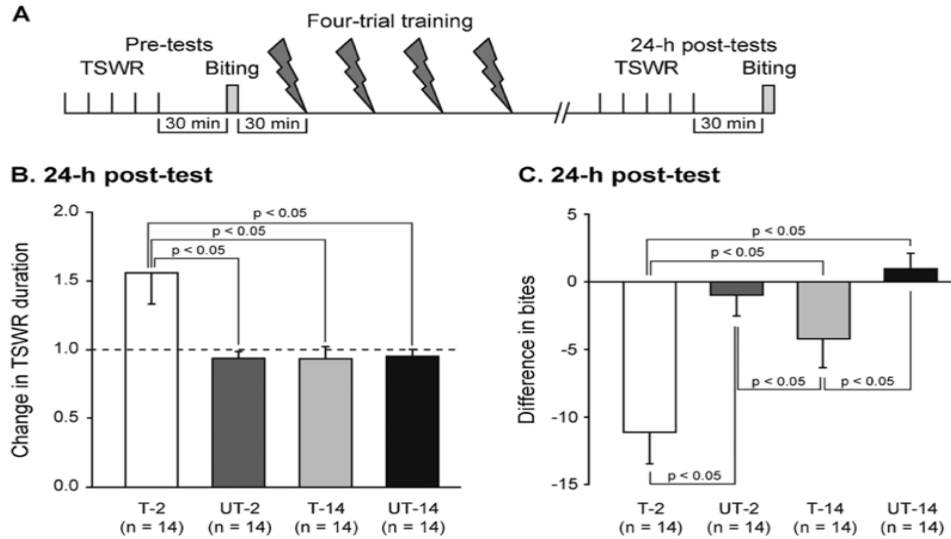 A
Four-trial training
Pre-tests
24-h post-tests
TSWR
Biting
TSWR
Biting
30 min
30 min
30 min
B. 24-h post-test
Change in TSWR duration
2.0
1.5
1.0
0.5
0.0
p < 0.05
p < 0.05
p < 0.05
T-2
(n = 14)
UT-2
(n = 14)
T-14
(n = 14)
UT-14
(n = 14)
C. 24-h post-test
Difference in bites
5
0
-5
-10
-15
p < 0.05
p < 0.05
p < 0.05
p < 0.05
p < 0.05
T-2
(n = 14)
UT-2
(n = 14)
T-14
(n = 14)
UT-14
(n = 14)